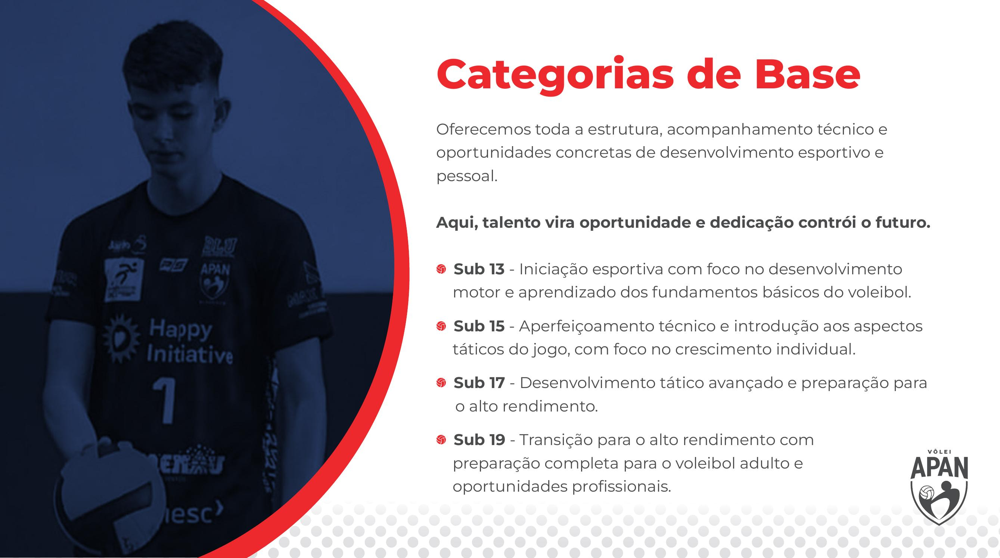 Categorias de Base
Oferecemos toda a estrutura, acompanhamento técnico e
oportunidades concretas de desenvolvimento esportivo e
pessoal.
Aqui, talento vira oportunidade e dedicação contrói o futuro.
Sub 13 - Iniciação esportiva com foco no desenvolvimento
motor e aprendizado dos fundamentos básicos do voleibol.
Sub 15 - Aperfeiçoamento técnico e introdução aos aspectos
táticos do jogo, com foco no crescimento individual.
Sub 17 - Desenvolvimento tático avançado e preparação para
o alto rendimento.
Sub 19 - Transição para o alto rendimento com
preparação completa para o voleibol adulto e
oportunidades profissionais.
VÔLEI
APAN
BLU
APAN
Happy
Initiative
1